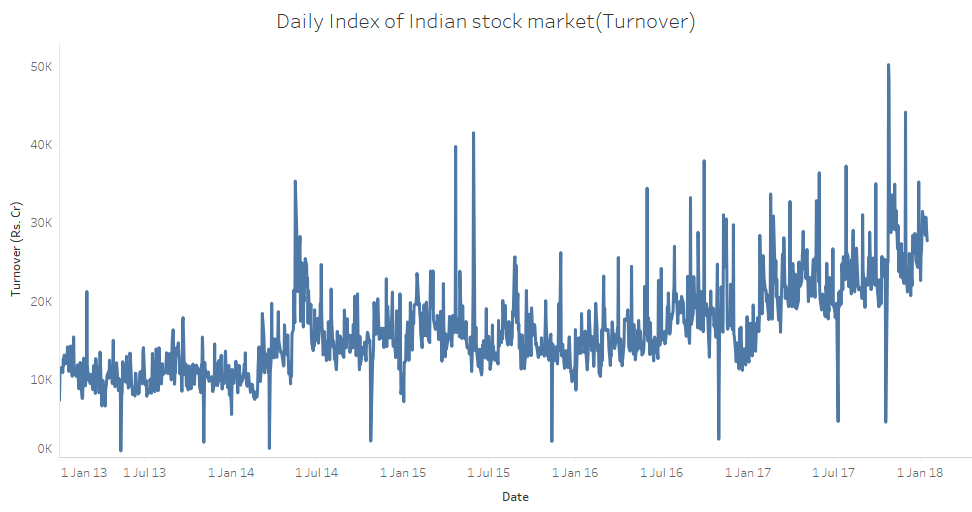 Daily Index of Indian stock market(Turnover)
50K
40K
30K
20K
10K
0K
Turnover (Rs. Cr)
1 Jan 13 1 Jul 13 1 Jan 14 1 Jul 14 1 Jan 15 1 Jul 15 1 Jan 16 1 Jul 16 1 Jan 17 1 Jul 17 1 Jan 18
Date